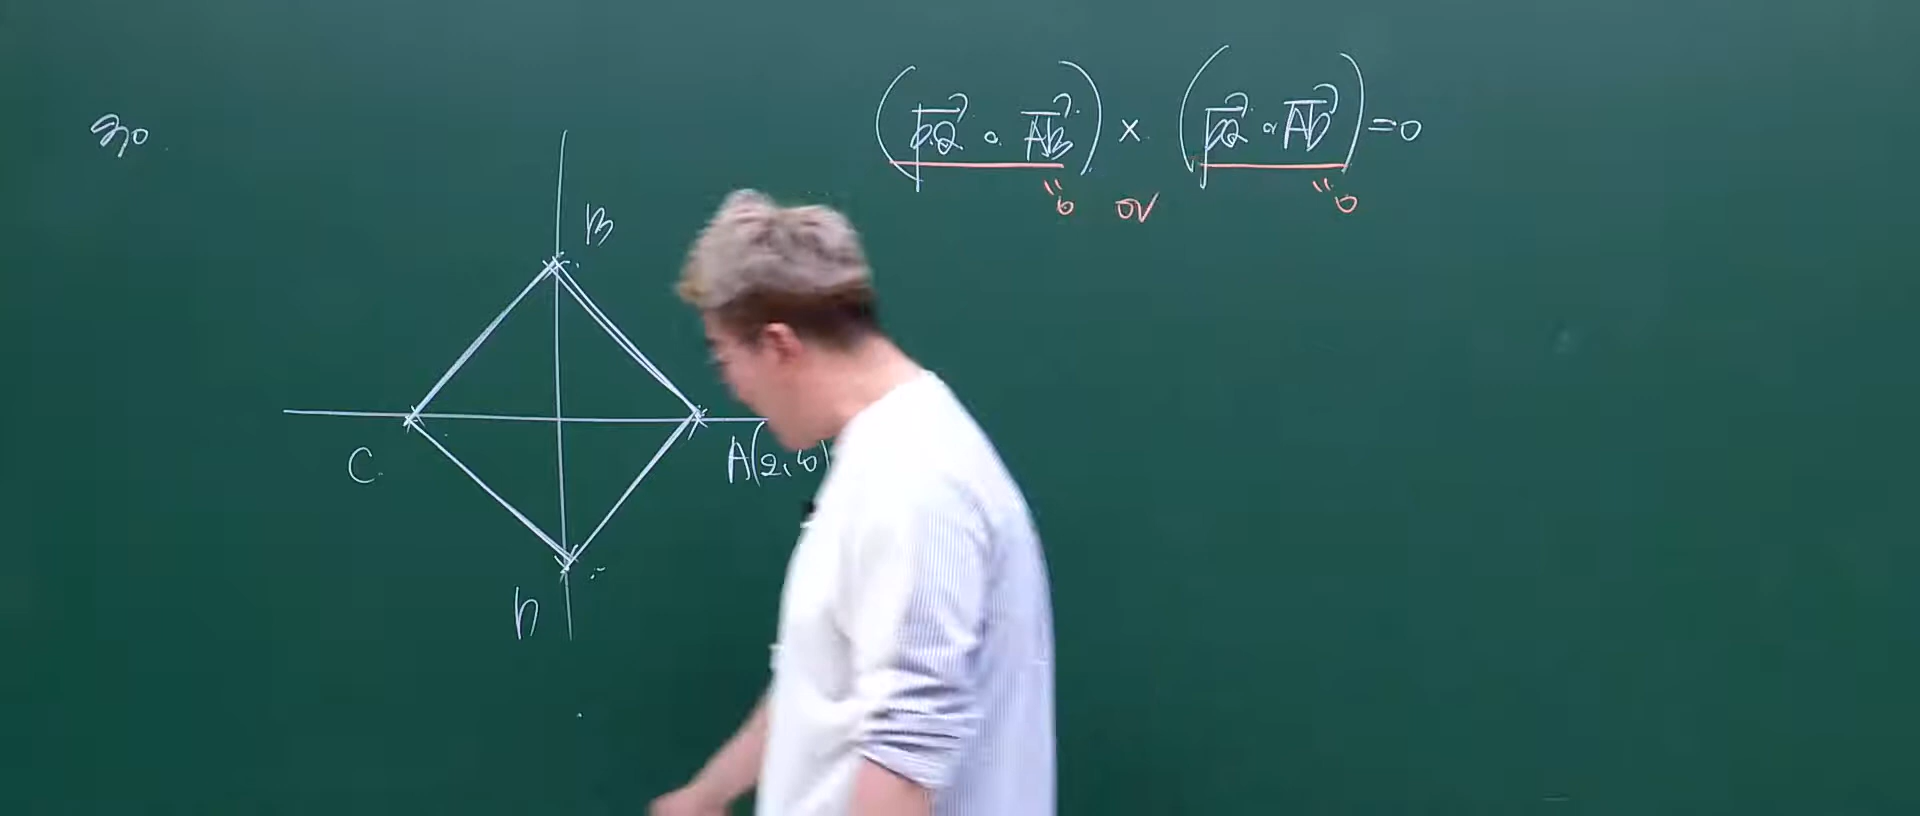 30.
(PQ · AB) × (PQ · AD) = 0
"0 or "0
B
C
A(2,0)
D